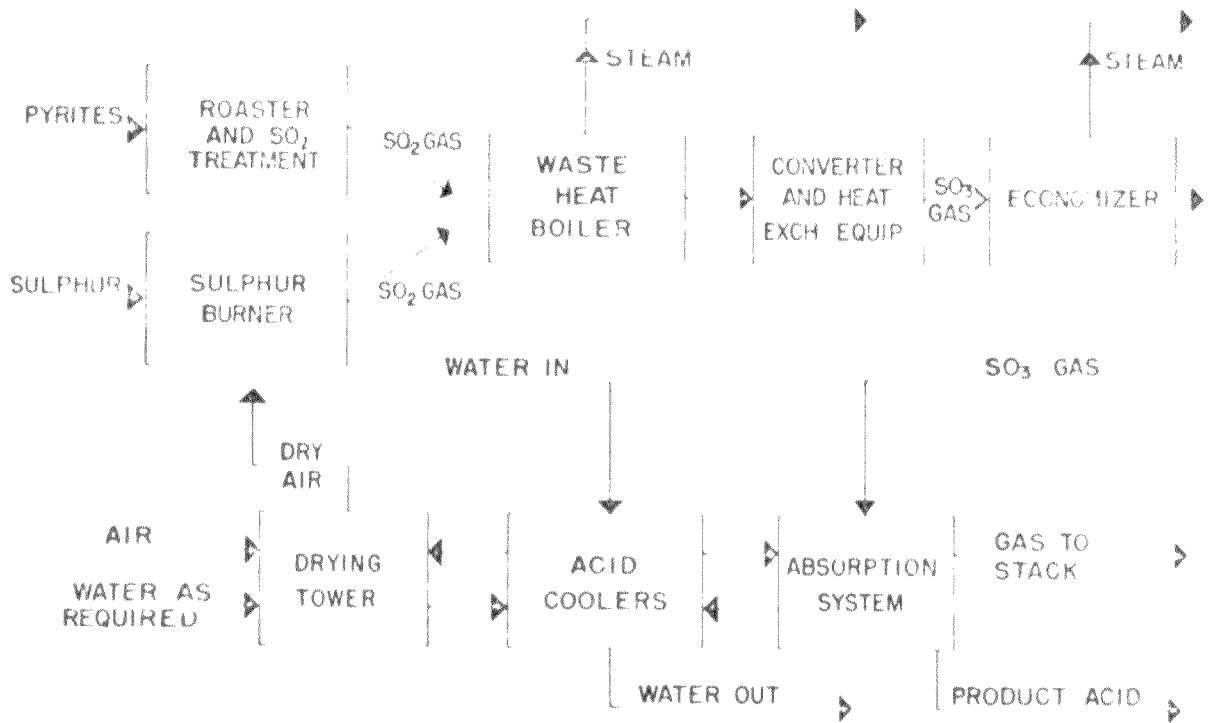 STEAM
STEAM
PYRITES
ROASTER
AND SO₂
TREATMENT
SO₂ GAS
WASTE
HEAT
BOILER
CONVERTER
AND HEAT
EXCH EQUIP
SO₃
GAS
ECONOMIZER
SULPHUR
SULPHUR
BURNER
SO₂ GAS
WATER IN
SO₃ GAS
DRY
AIR
AIR
WATER AS
REQUIRED
DRYING
TOWER
ACID
COOLERS
ABSORPTION
SYSTEM
GAS TO
STACK
WATER OUT
PRODUCT ACID